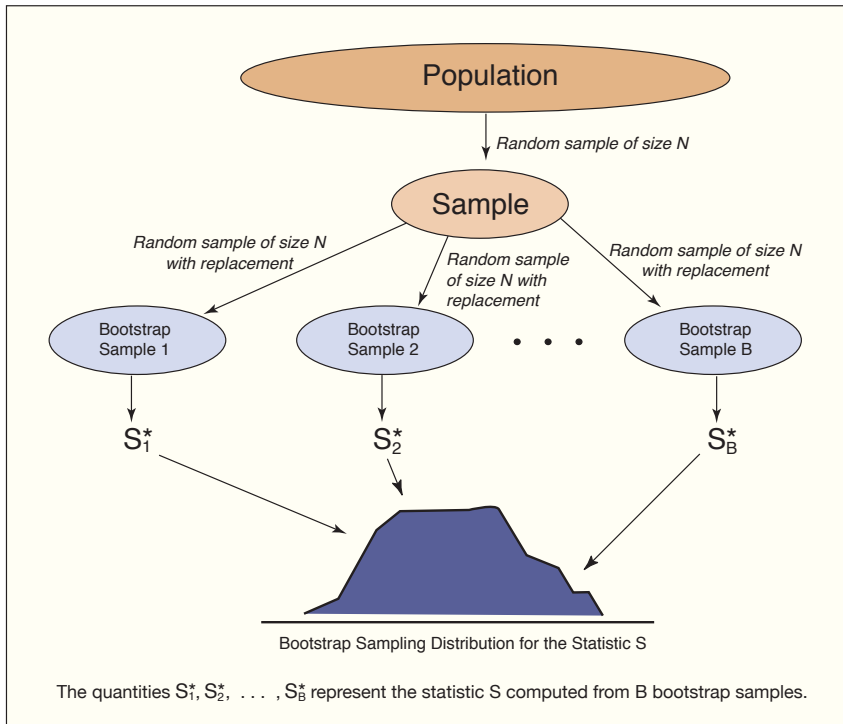 Population
Random sample of size N
Sample
Random sample of size N
with replacement
Random sample
of size N with
replacement
Random sample of size N
with replacement
Bootstrap
Sample 1
Bootstrap
Sample 2
• • •
Bootstrap
Sample B
S*1
S*2
S*B
Bootstrap Sampling Distribution for the Statistic S
The quantities S*1, S*2, . . . , S*B represent the statistic S computed from B bootstrap samples.